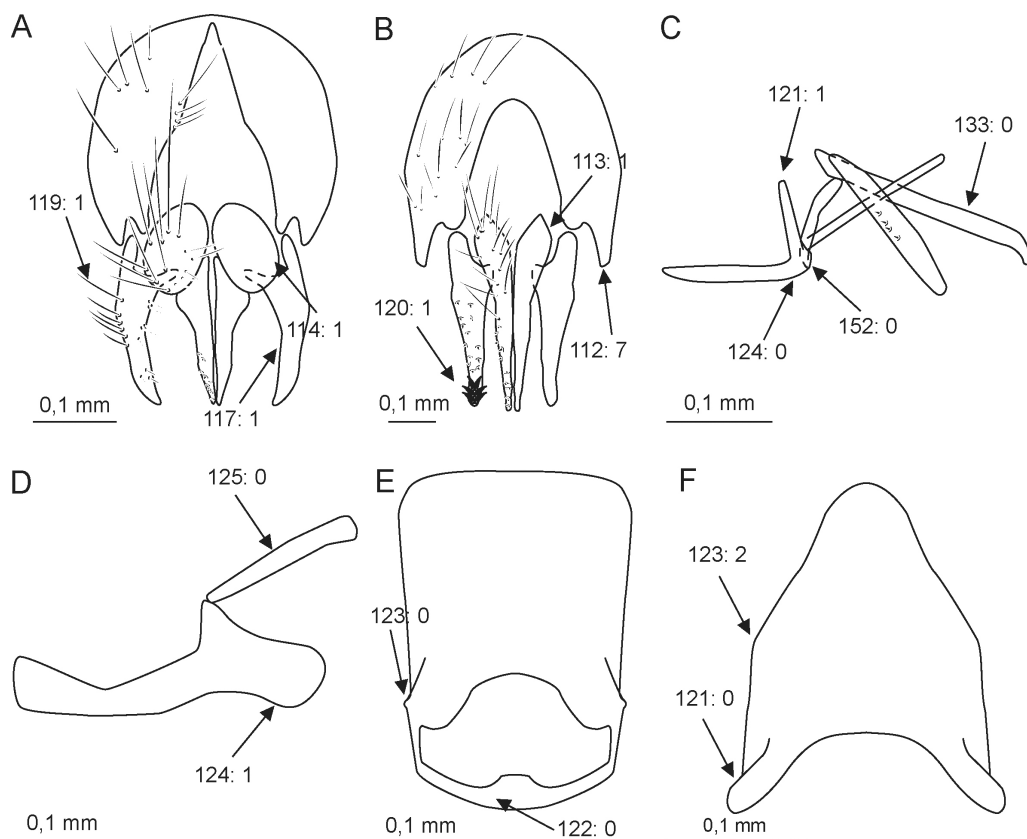 A
119: 1
114: 1
117: 1
0,1 mm
B
113: 1
120: 1
112: 7
0,1 mm
C
121: 1
133: 0
152: 0
124: 0
0,1 mm
D
125: 0
124: 1
0,1 mm
E
123: 0
122: 0
0,1 mm
F
123: 2
121: 0
0,1 mm